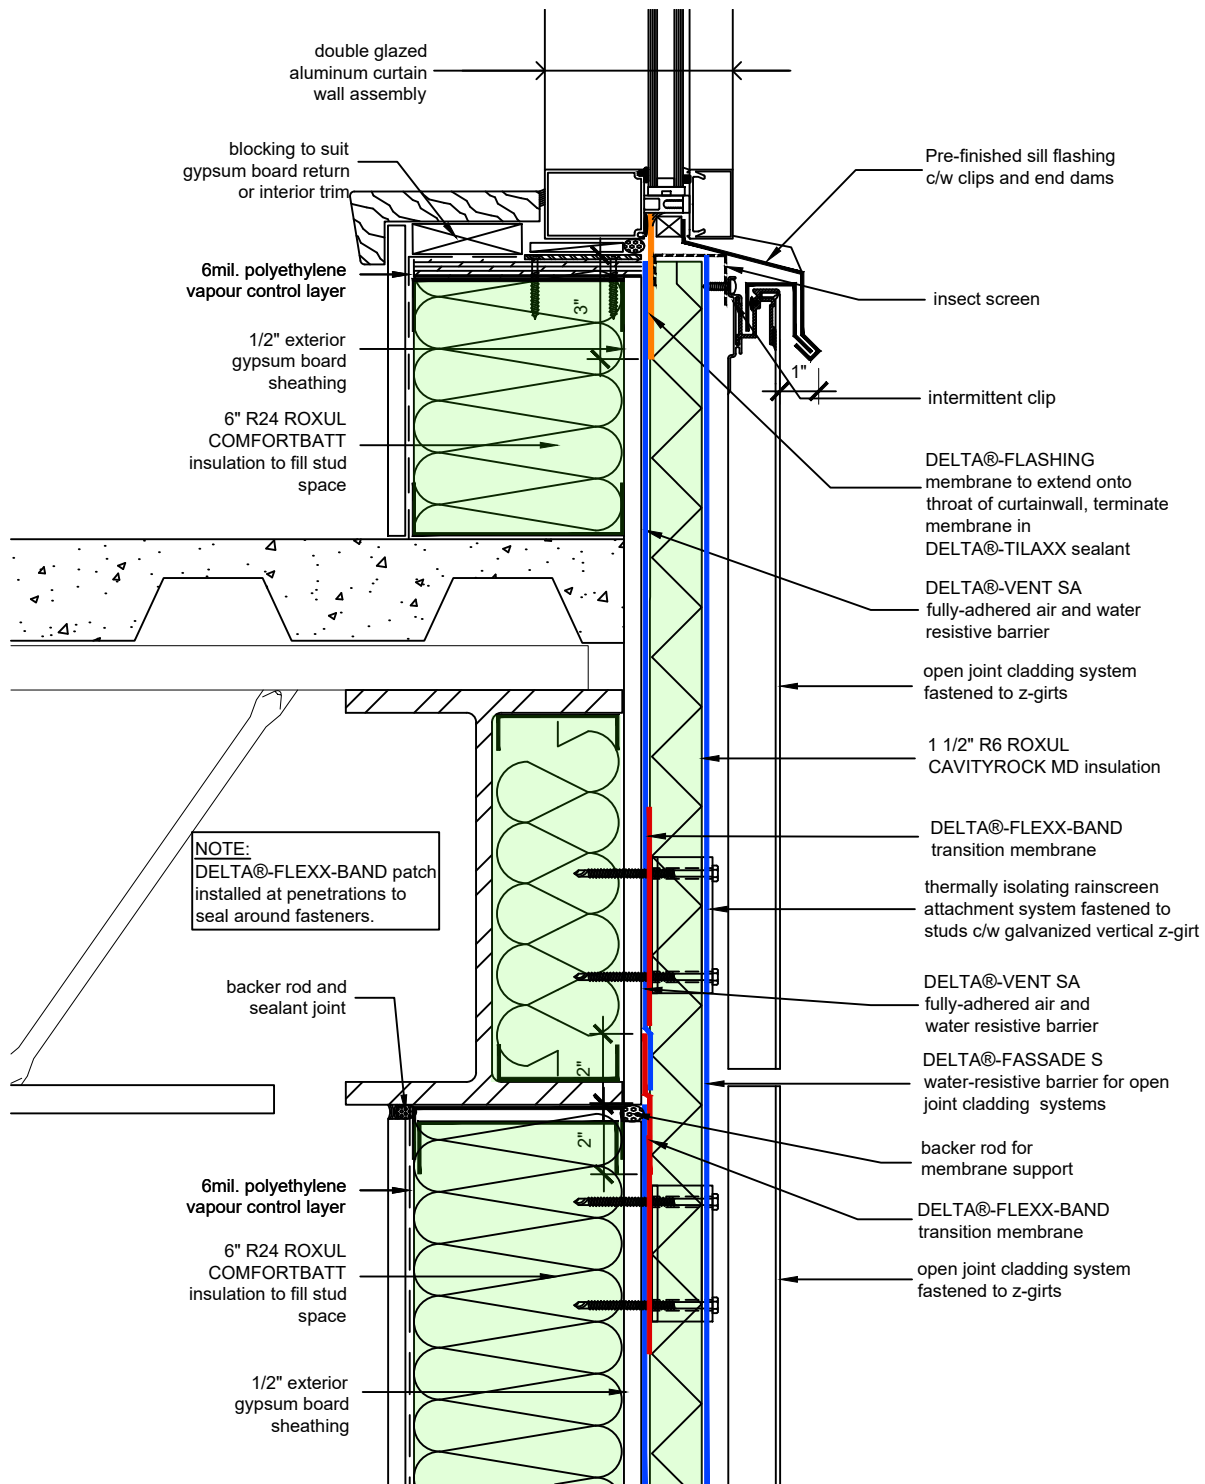 double glazed
aluminum curtain
wall assembly
blocking to suit
gypsum board return
or interior trim
6mil. polyethylene
vapour control layer
1/2" exterior
gypsum board
sheathing
6" R24 ROXUL
COMFORTBATT
insulation to fill stud
space
3"
Pre-finished sill flashing
c/w clips and end dams
insect screen
1"
intermittent clip
DELTA®-FLASHING
membrane to extend onto
throat of curtainwall, terminate
membrane in
DELTA®-TILAXX sealant
DELTA®-VENT SA
fully-adhered air and water
resistive barrier
open joint cladding system
fastened to z-girts
1 1/2" R6 ROXUL
CAVITYROCK MD insulation
DELTA®-FLEXX-BAND
transition membrane
NOTE:
DELTA®-FLEXX-BAND patch
installed at penetrations to
seal around fasteners.
thermally isolating rainscreen
attachment system fastened to
studs c/w galvanized vertical z-girt
backer rod and
sealant joint
DELTA®-VENT SA
fully-adhered air and
water resistive barrier
2"
DELTA®-FASSADE S
water-resistive barrier for open
joint cladding systems
2"
backer rod for
membrane support
6mil. polyethylene
vapour control layer
DELTA®-FLEXX-BAND
transition membrane
6" R24 ROXUL
COMFORTBATT
insulation to fill stud
space
open joint cladding system
fastened to z-girts
1/2" exterior
gypsum board
sheathing